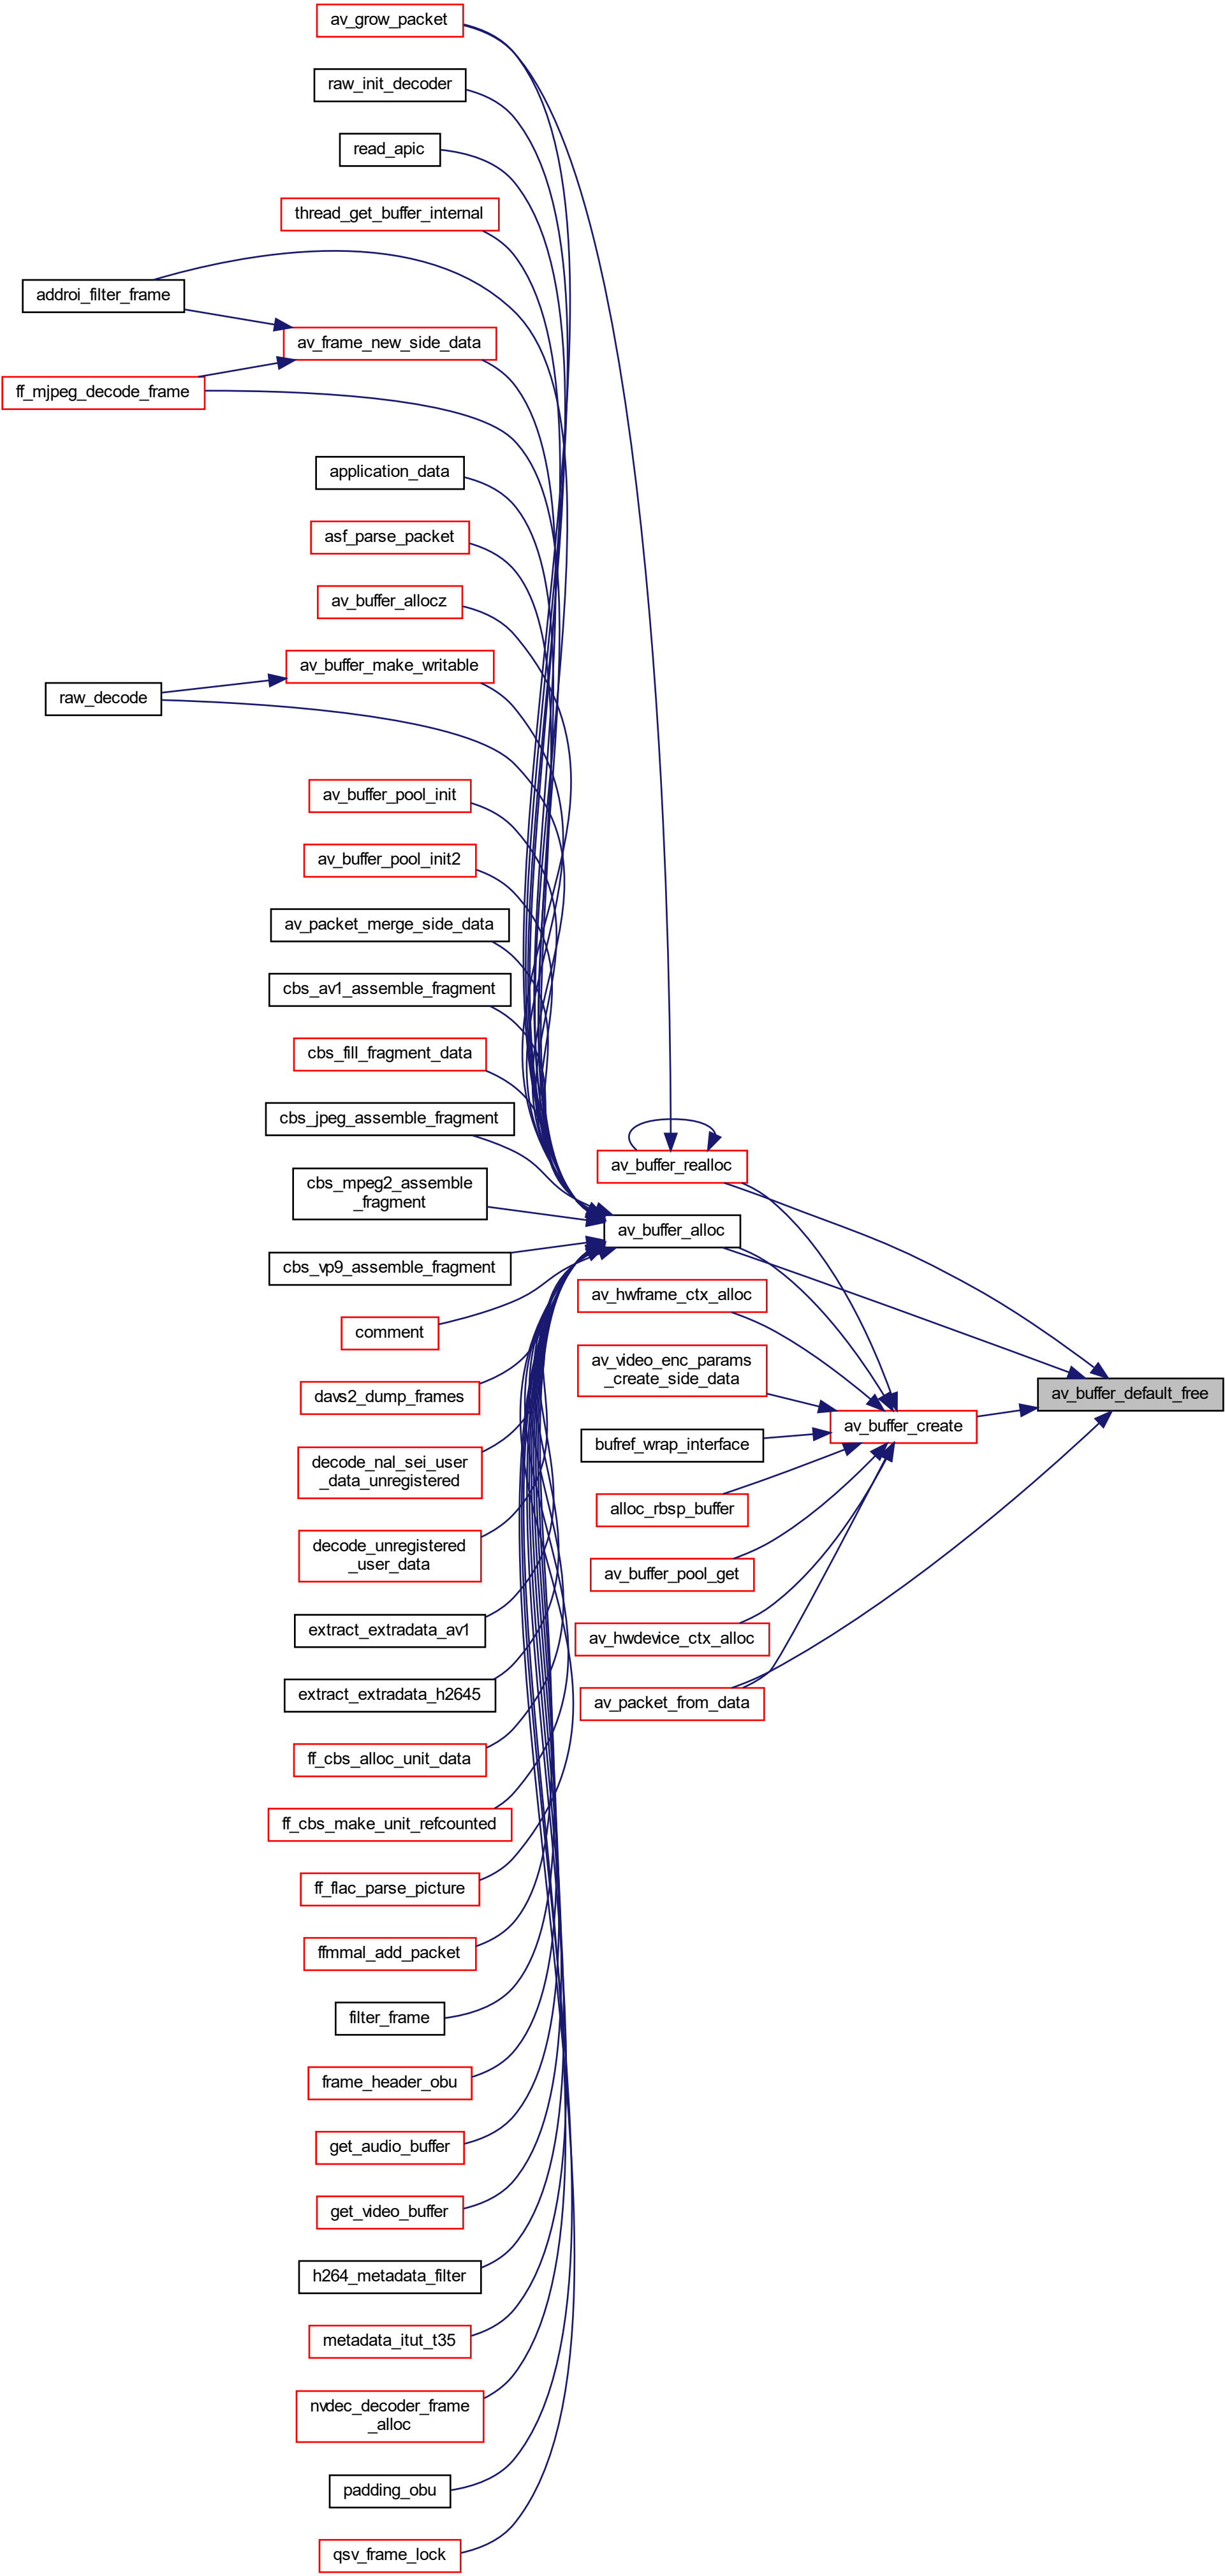 av_grow_packet
raw_init_decoder
read_apic
thread_get_buffer_internal
addroi_filter_frame
av_frame_new_side_data
ff_mjpeg_decode_frame
application_data
asf_parse_packet
av_buffer_allocz
av_buffer_make_writable
raw_decode
av_buffer_pool_init
av_buffer_pool_init2
av_packet_merge_side_data
cbs_av1_assemble_fragment
cbs_fill_fragment_data
cbs_jpeg_assemble_fragment
cbs_mpeg2_assemble
_fragment
cbs_vp9_assemble_fragment
comment
davs2_dump_frames
decode_nal_sei_user
_data_unregistered
decode_unregistered
_user_data
extract_extradata_av1
extract_extradata_h2645
ff_cbs_alloc_unit_data
ff_cbs_make_unit_refcounted
ff_flac_parse_picture
ffmmal_add_packet
filter_frame
frame_header_obu
get_audio_buffer
get_video_buffer
h264_metadata_filter
metadata_itut_t35
nvdec_decoder_frame
_alloc
padding_obu
qsv_frame_lock
av_buffer_realloc
av_buffer_alloc
av_hwframe_ctx_alloc
av_video_enc_params
_create_side_data
bufref_wrap_interface
alloc_rbsp_buffer
av_buffer_pool_get
av_hwdevice_ctx_alloc
av_packet_from_data
av_buffer_create
av_buffer_default_free